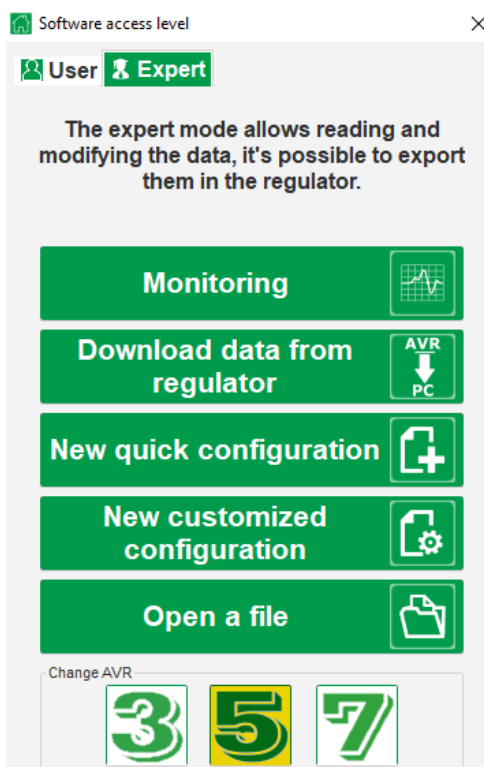 Software access level
User Expert
The expert mode allows reading and
modifying the data, it's possible to export
them in the regulator.
Monitoring
Download data from
regulator
AVR
PC
New quick configuration
New customized
configuration
Open a file
Change AVR
3 5 7